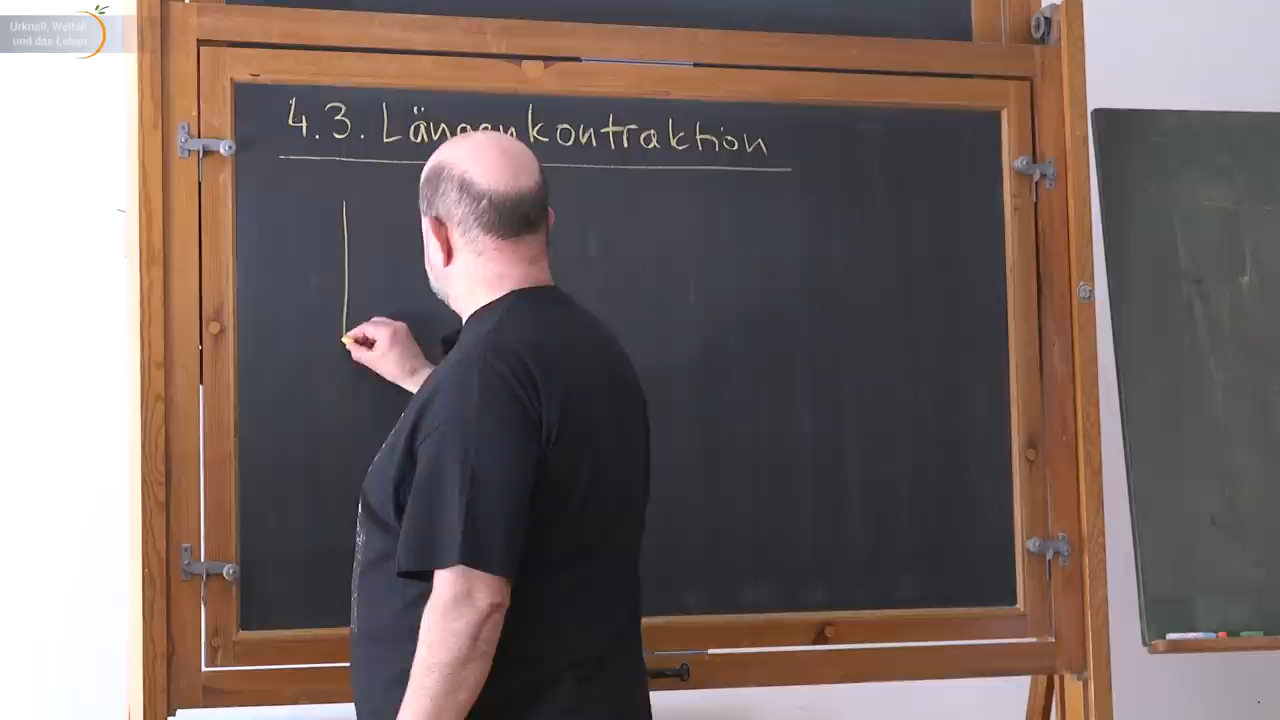 Urknall, Weltall
und das Leben
4.3. Längenkontraktion